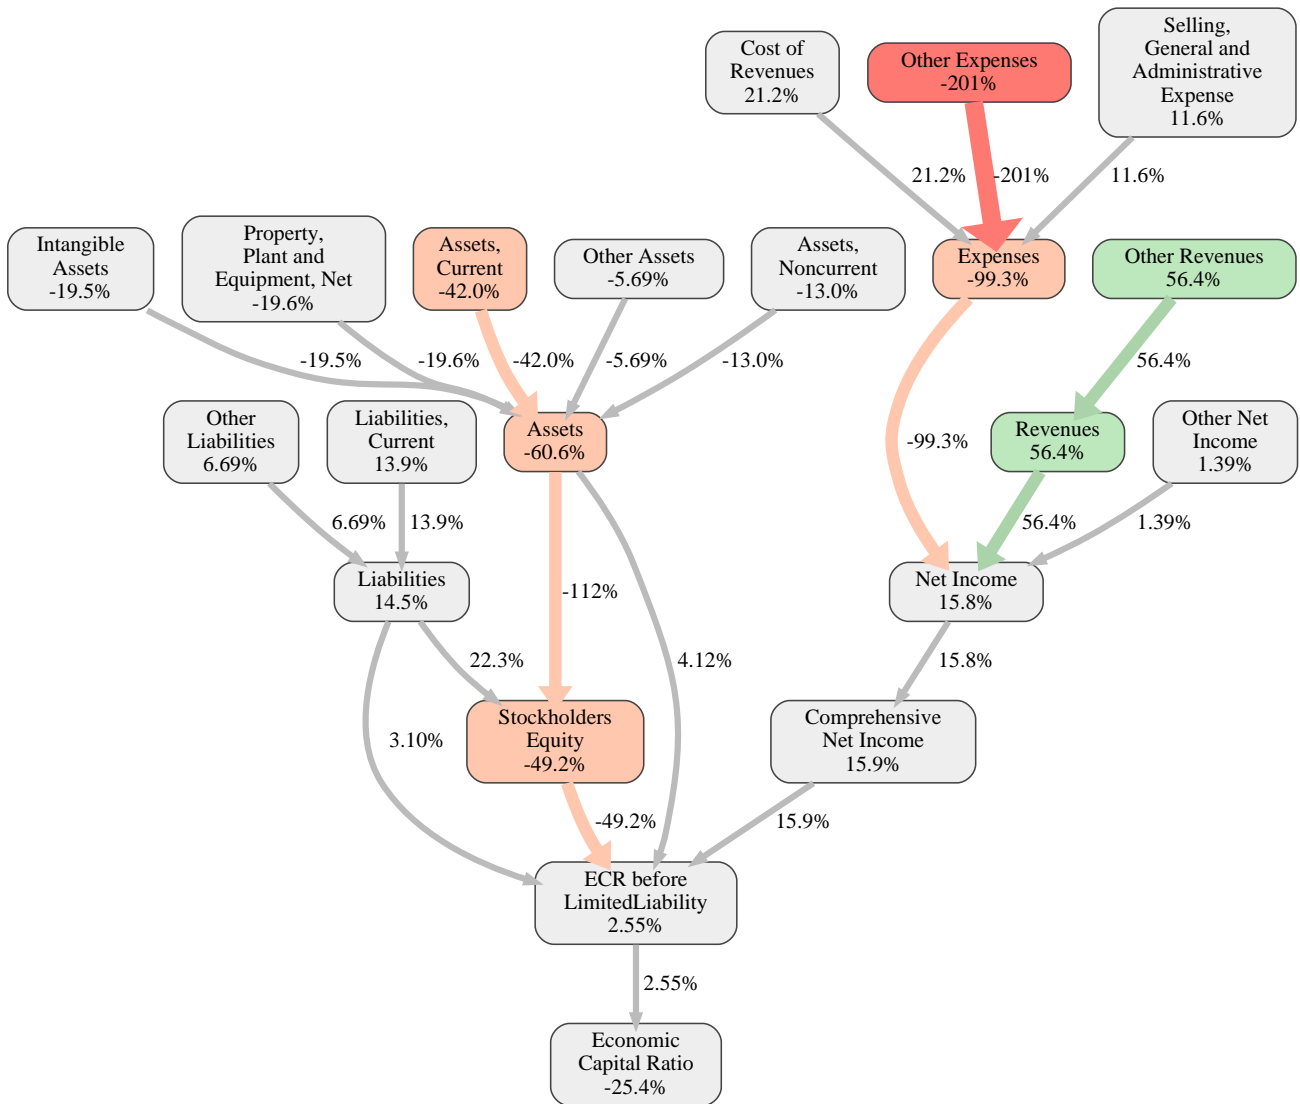 Cost of
Revenues
21.2%
Other Expenses
-201%
Selling,
General and
Administrative
Expense
11.6%
21.2%
-201%
11.6%
Intangible
Assets
-19.5%
Property,
Plant and
Equipment, Net
-19.6%
Assets,
Current
-42.0%
Other Assets
-5.69%
Assets,
Noncurrent
-13.0%
Expenses
-99.3%
Other Revenues
56.4%
-19.5%
-19.6%
-42.0%
-5.69%
-13.0%
56.4%
Other
Liabilities
6.69%
Liabilities,
Current
13.9%
Assets
-60.6%
-99.3%
Revenues
56.4%
Other Net
Income
1.39%
6.69%
13.9%
56.4%
1.39%
Liabilities
14.5%
-112%
Net Income
15.8%
22.3%
4.12%
15.8%
3.10%
Stockholders
Equity
-49.2%
Comprehensive
Net Income
15.9%
-49.2%
15.9%
ECR before
LimitedLiability
2.55%
2.55%
Economic
Capital Ratio
-25.4%